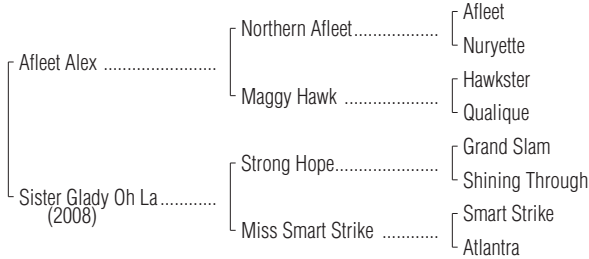 Afleet
Northern Afleet
Nuryette
Afleet Alex
Hawkster
Maggy Hawk
Qualique
Grand Slam
Strong Hope
Shining Through
Sister Glady Oh La
(2008)
Smart Strike
Miss Smart Strike
Atlantra